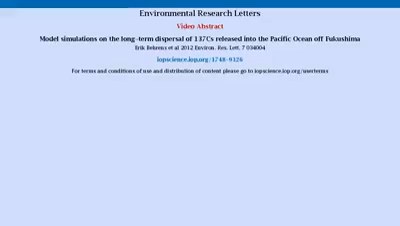 Environmental Research Letters
Video Abstract
Model simulations on the long-term dispersal of 137Cs released into the Pacific Ocean off Fukushima
Erik Behrens et al 2012 Environ. Res. Lett. 7 034004
iopscience.iop.org/1748-9326
For terms and conditions of use and distribution of content please go to iopscience.iop.org/userterms